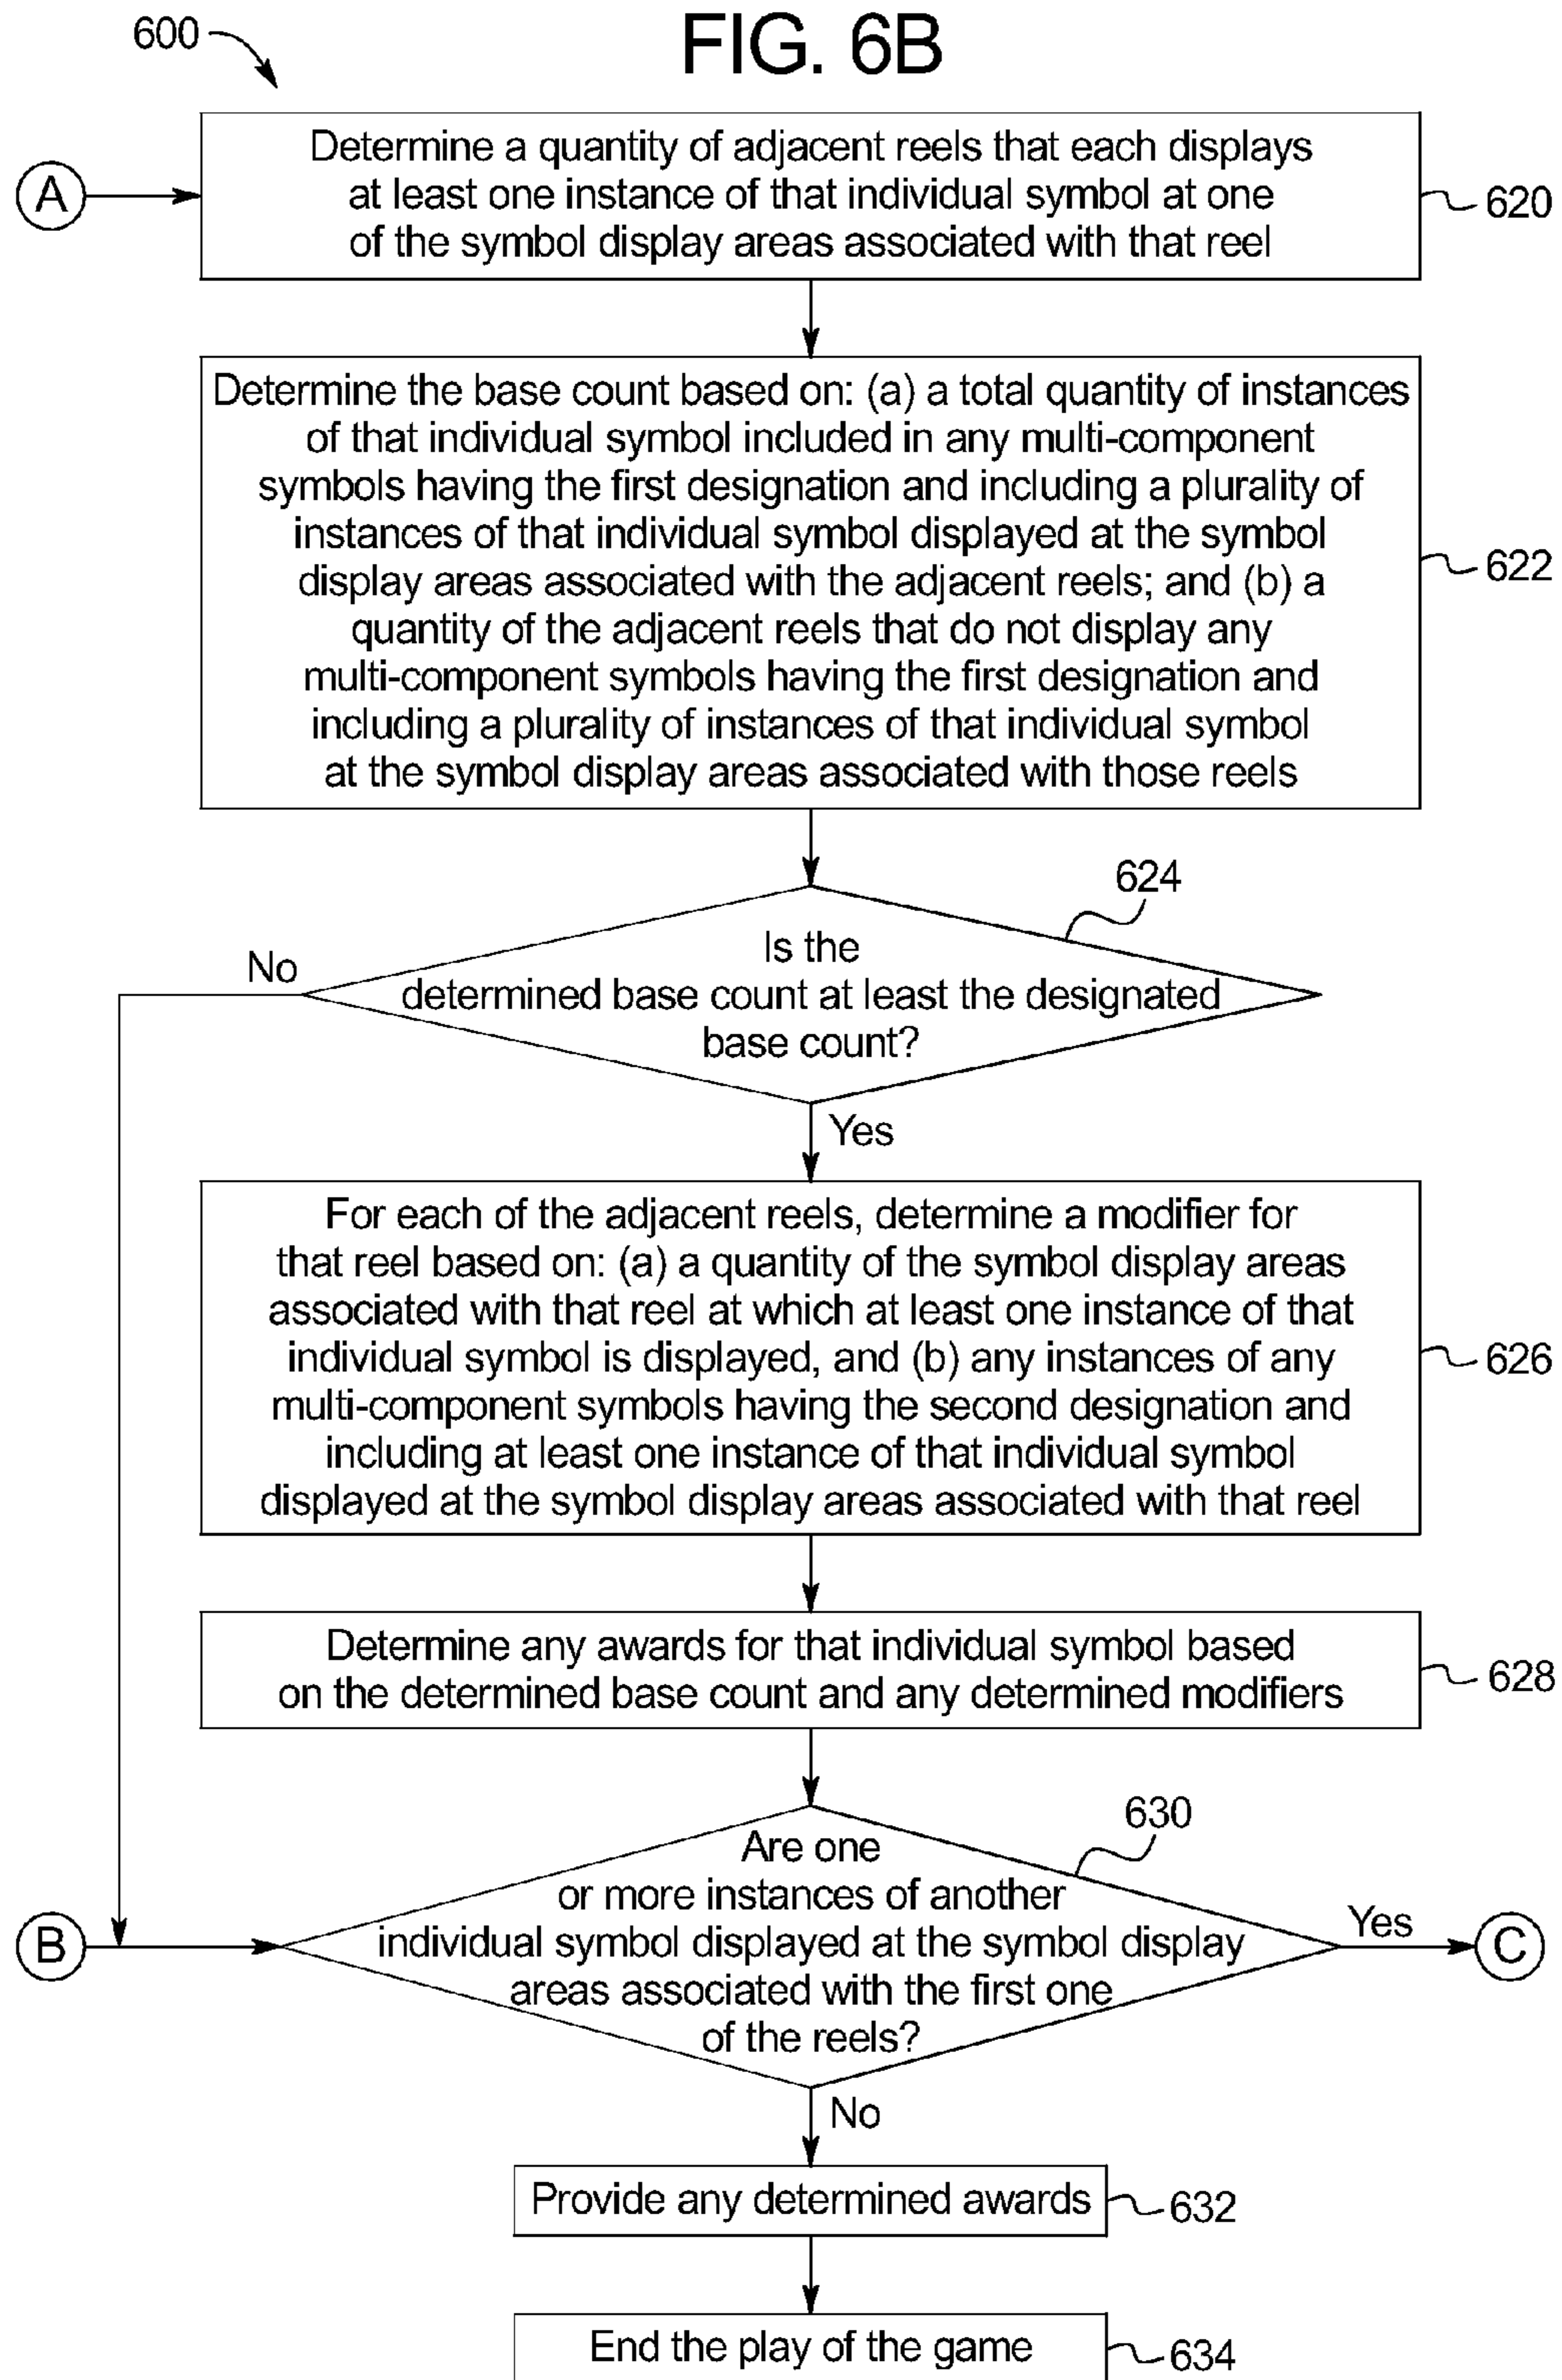 FIG. 6B
600
A
Determine a quantity of adjacent reels that each displays
at least one instance of that individual symbol at one
of the symbol display areas associated with that reel
620
Determine the base count based on: (a) a total quantity of instances
of that individual symbol included in any multi-component
symbols having the first designation and including a plurality of
instances of that individual symbol displayed at the symbol
display areas associated with the adjacent reels; and (b) a
quantity of the adjacent reels that do not display any
multi-component symbols having the first designation and
including a plurality of instances of that individual symbol
at the symbol display areas associated with those reels
622
624
Is the
determined base count at least the designated
base count?
No
Yes
For each of the adjacent reels, determine a modifier for
that reel based on: (a) a quantity of the symbol display areas
associated with that reel at which at least one instance of that
individual symbol is displayed, and (b) any instances of any
multi-component symbols having the second designation and
including at least one instance of that individual symbol
displayed at the symbol display areas associated with that reel
626
Determine any awards for that individual symbol based
on the determined base count and any determined modifiers
628
630
B
Are one
or more instances of another
individual symbol displayed at the symbol display
areas associated with the first one
of the reels?
Yes
C
No
Provide any determined awards
632
End the play of the game
634